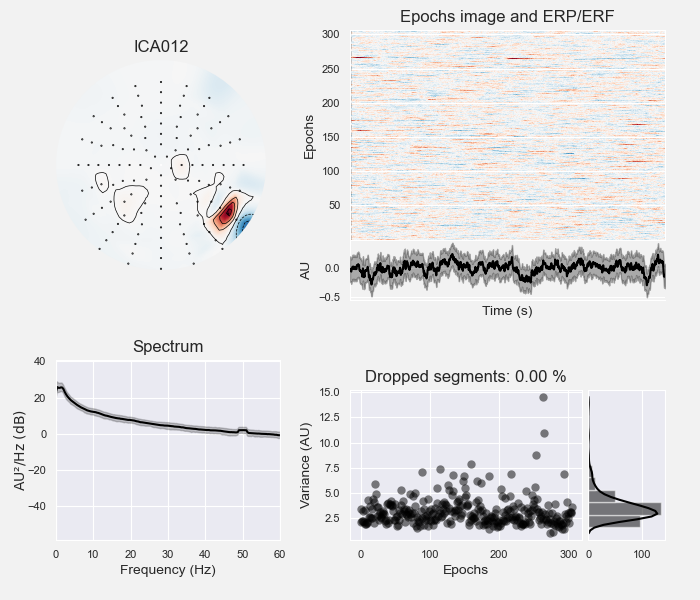 ICA012
Epochs image and ERP/ERF
300
250
200
150
100
50
Epochs
0.0
−0.5
AU
Time (s)
Spectrum
40
20
0
−20
−40
AU²/Hz (dB)
0 10 20 30 40 50 60
Frequency (Hz)
Dropped segments: 0.00 %
15.0
12.5
10.0
7.5
5.0
2.5
Variance (AU)
0 100 200 300
Epochs
0 100